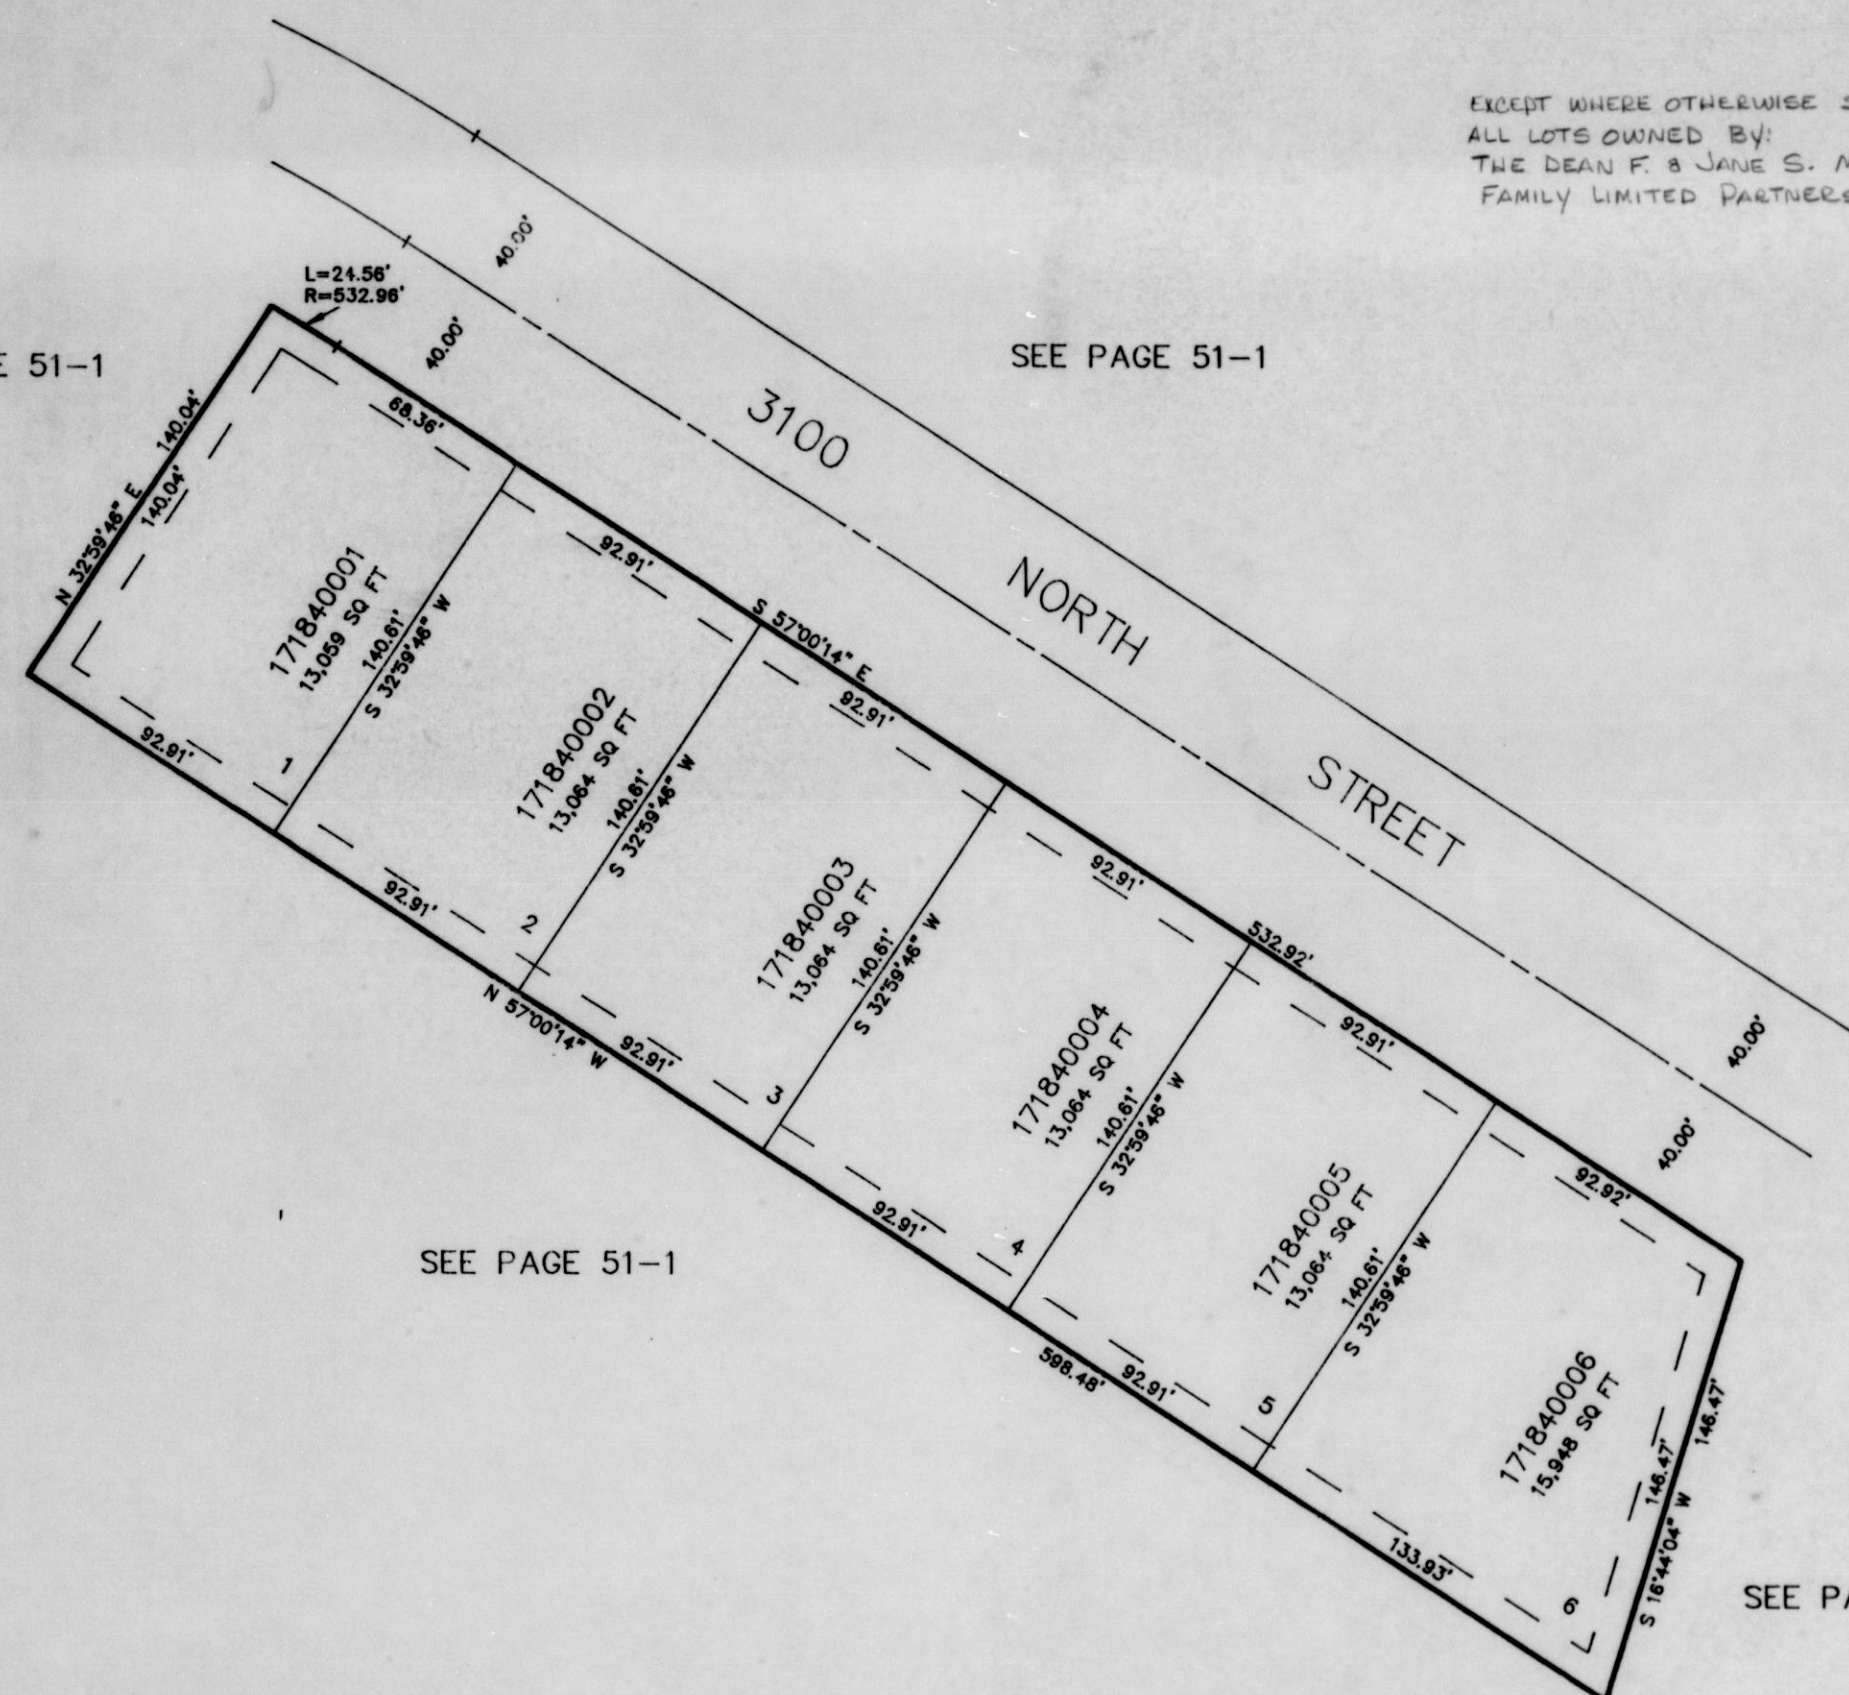 EXCEPT WHERE OTHERWISE
ALL LOTS OWNED BY:
THE DEAN F. & JANE S.
FAMILY LIMITED
L=24.56'
R=532.96'
40.00'
40.00'
51-1
SEE PAGE 51-1
3100 NORTH STREET
140.04'
N 32°59'46" E
140.04'
68.36'
171840001
13,059 SQ FT
140.61'
S 32°59'46" W
92.91'
1
92.91'
S 57°00'14" E
171840002
13,064 SQ FT
140.61'
S 32°59'46" W
92.91'
2
N 57°00'14" W
92.91'
171840003
13,064 SQ FT
140.61'
S 32°59'46" W
92.91'
3
92.91'
532.92'
171840004
13,064 SQ FT
140.61'
S 32°59'46" W
92.91'
4
598.48'
92.91'
171840005
13,064 SQ FT
140.61'
S 32°59'46" W
92.91'
5
40.00'
40.00'
92.92'
171840006
15,948 SQ FT
146.47'
146.47'
S 16°44'04" W
133.93'
6
SEE PAGE 51-1
SEE